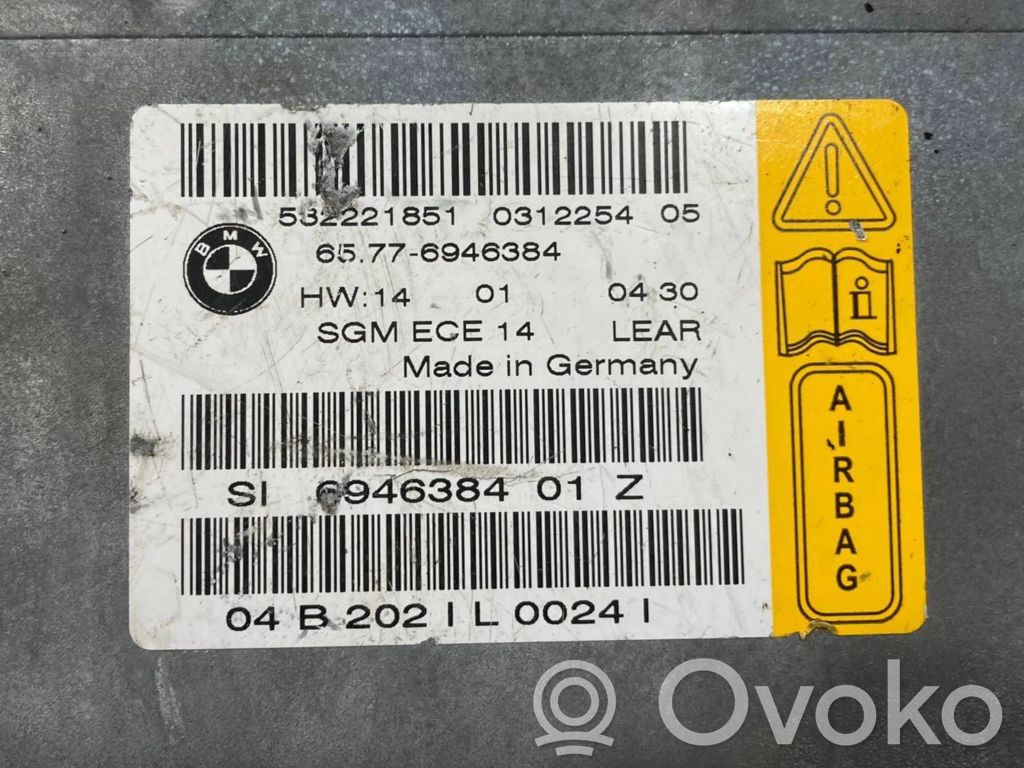 532221851 0312254 05
BMW
65.77-6946384
HW:14 01 04 30
SGM ECE 14 LEAR
Made in Germany
SI 6946384 01 Z
04 B 202 I L 0024 I
AIRBAG
Ovoko